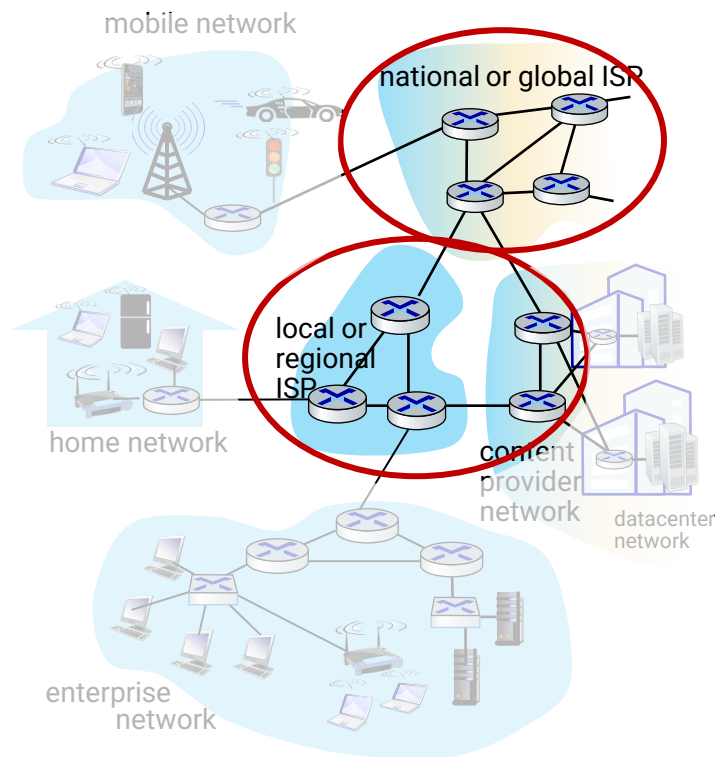 mobile network
national or global ISP
local or
regional
ISP
home network
content
provider
network
datacenter
network
enterprise
network